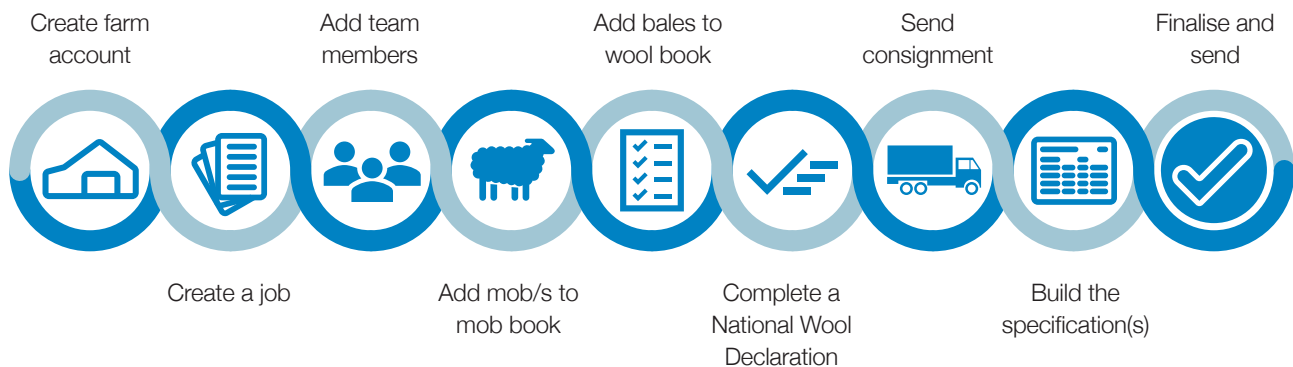 Create farm
account
Create a job
Add team
members
Add mob/s to
mob book
Add bales to
wool book
Complete a
National Wool
Declaration
Send
consignment
Build the
specification(s)
Finalise and
send